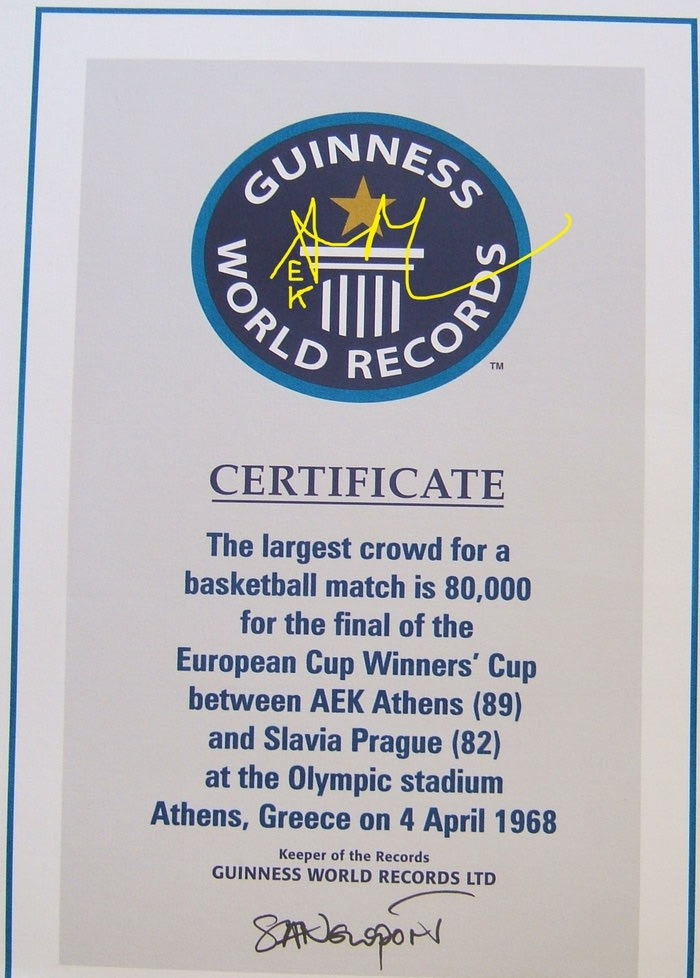 GUINNESS
WORLD RECORDS
TM
E
K
CERTIFICATE
The largest crowd for a
basketball match is 80,000
for the final of the
European Cup Winners’ Cup
between AEK Athens (89)
and Slavia Prague (82)
at the Olympic stadium
Athens, Greece on 4 April 1968
Keeper of the Records
GUINNESS WORLD RECORDS LTD